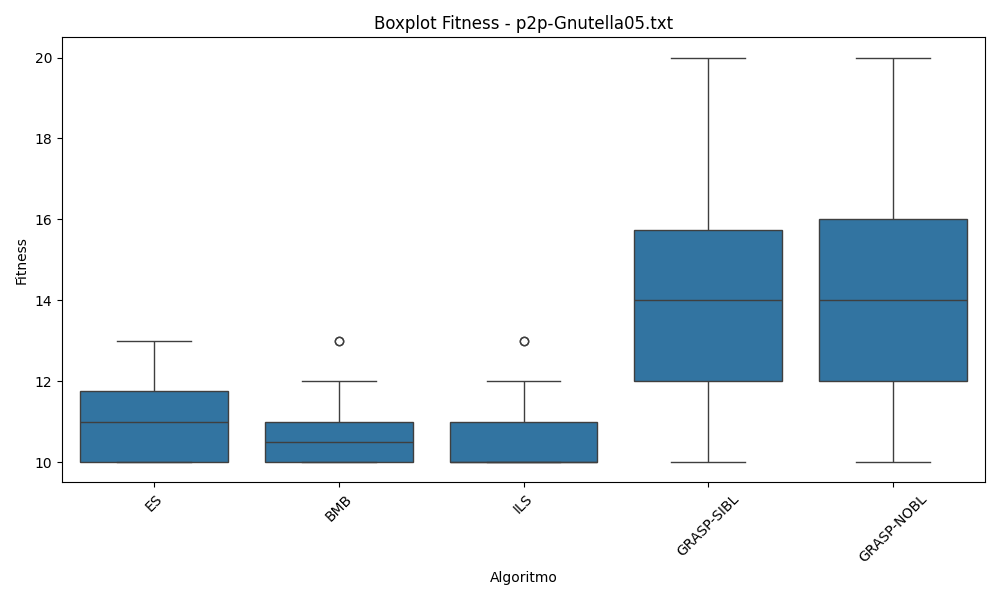 Boxplot Fitness - p2p-Gnutella05.txt
Fitness
20
18
16
14
12
10
ES
BMB
ILS
GRASP-SIBL
GRASP-NOBL
Algoritmo